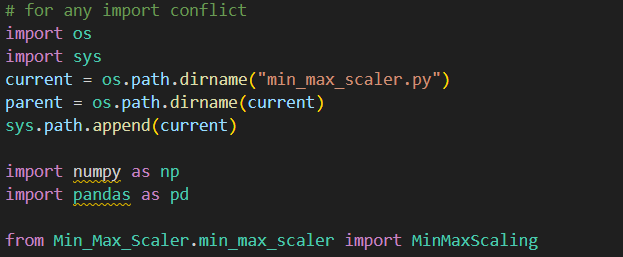 # for any import conflict
import os
import sys
current = os.path.dirname("min_max_scaler.py")
parent = os.path.dirname(current)
sys.path.append(current)
import numpy as np
import pandas as pd
from Min_Max_Scaler.min_max_scaler import MinMaxScaling